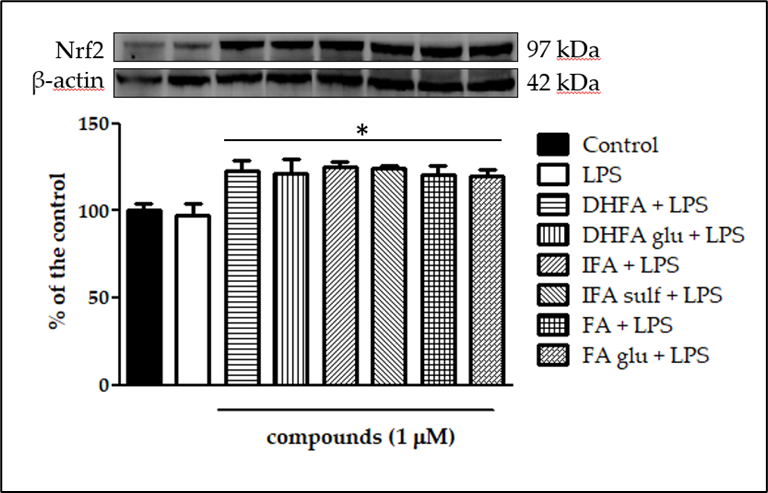 Nrf2 97 kDa
β-actin 42 kDa
*
150
100
50
0
% of the control
compounds (1 μM)
Control
LPS
DHFA + LPS
DHFA glu + LPS
IFA + LPS
IFA sulf + LPS
FA + LPS
FA glu + LPS